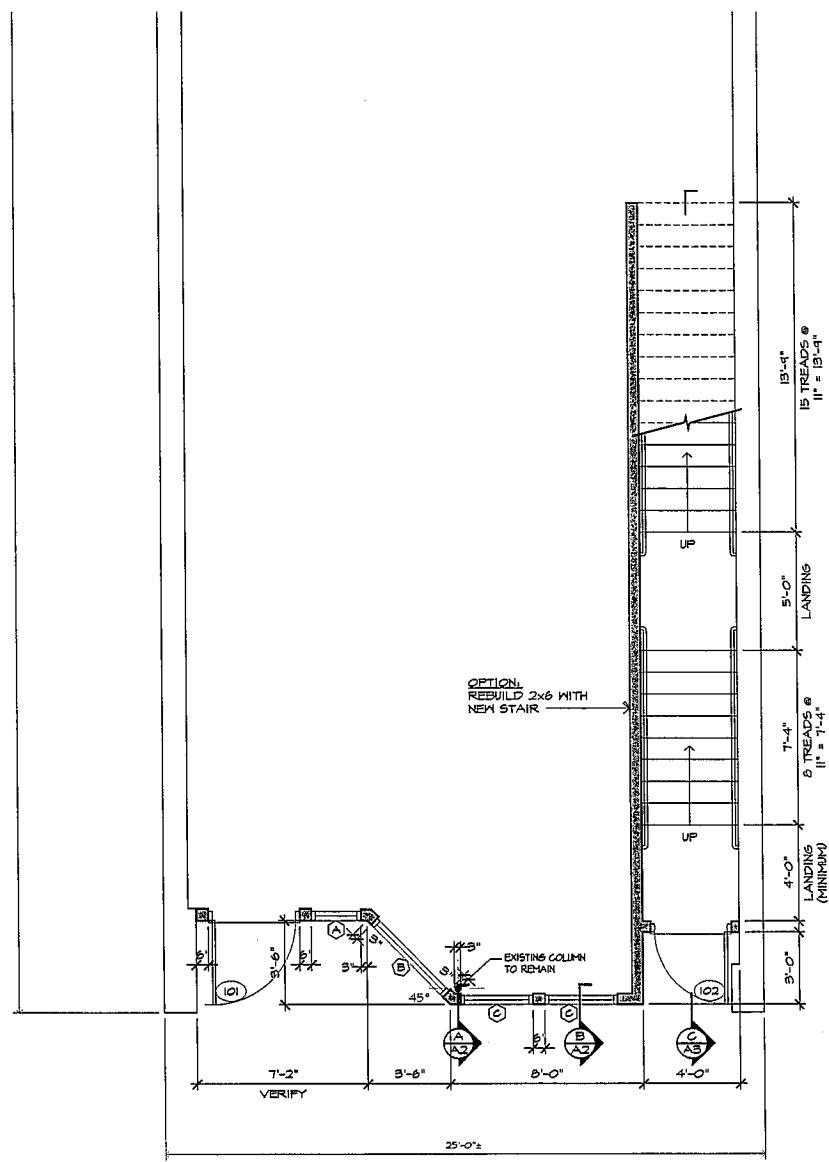 13'-9"
15 TREADS @
11" = 13'-9"
UP
5'-0"
LANDING
OPTION:
REBUILD 2x6 WITH
NEW STAIR
7'-4"
8 TREADS @
11" = 7'-4"
UP
4'-0"
LANDING
(MINIMUM)
A
3"
6"
3'-6"
6"
3"
B
3"
3"
EXISTING COLUMN
TO REMAIN
3'-0"
101
45°
102
C
C
A
A2
6"
B
A2
C
A3
7'-2"
3'-6"
8'-0"
4'-0"
VERIFY
25'-0"±